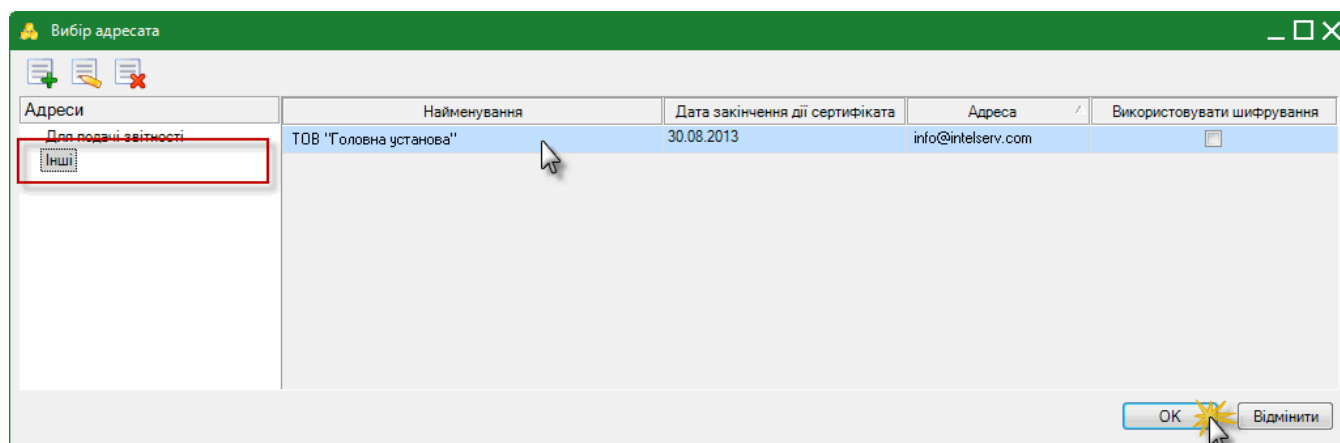 Вибір адресата
Адреси
Найменування
Дата закінчення дії сертифіката
Адреса
Використовувати шифрування
Для подачі звітності
Інші
ТОВ "Головна установа"
30.08.2013
info@intelserv.com
OK
Відмінити